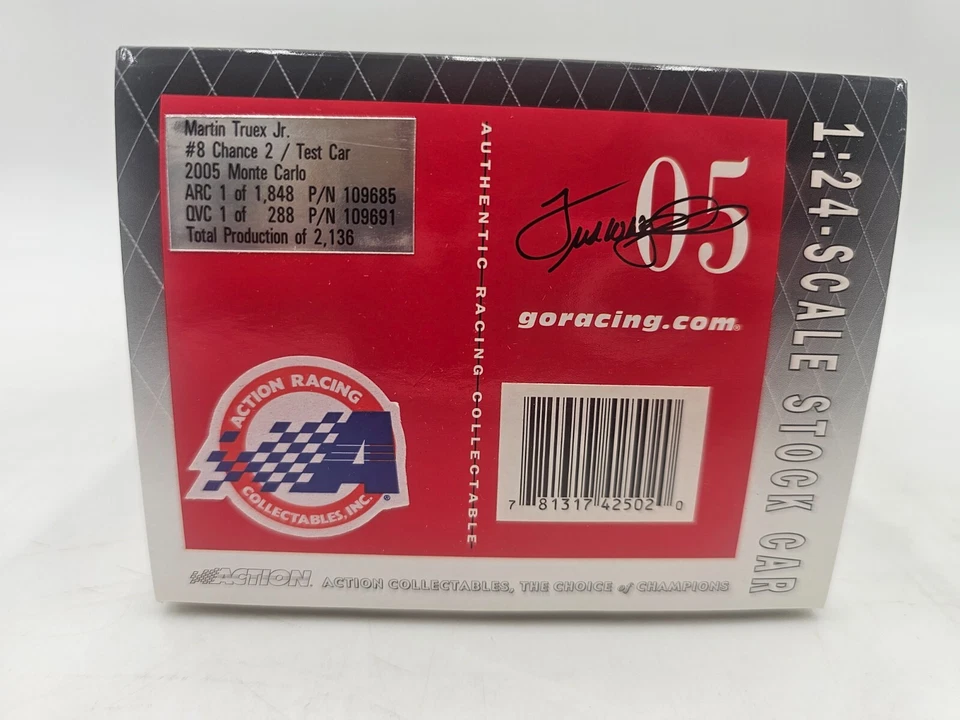 Martin Truex Jr.
#8 Chance 2 / Test Car
2005 Monte Carlo
ARC 1 of 1,848 P/N 109685
QVC 1 of 288 P/N 109691
Total Production of 2,136
AUTHENTIC RACING COLLECTABLE
05
goracing.com®
ACTION RACING
A
COLLECTABLES, INC.
®
7 81317 42502 0
1:24-SCALE STOCK CAR
ACTION. ACTION COLLECTABLES, THE CHOICE of CHAMPIONS